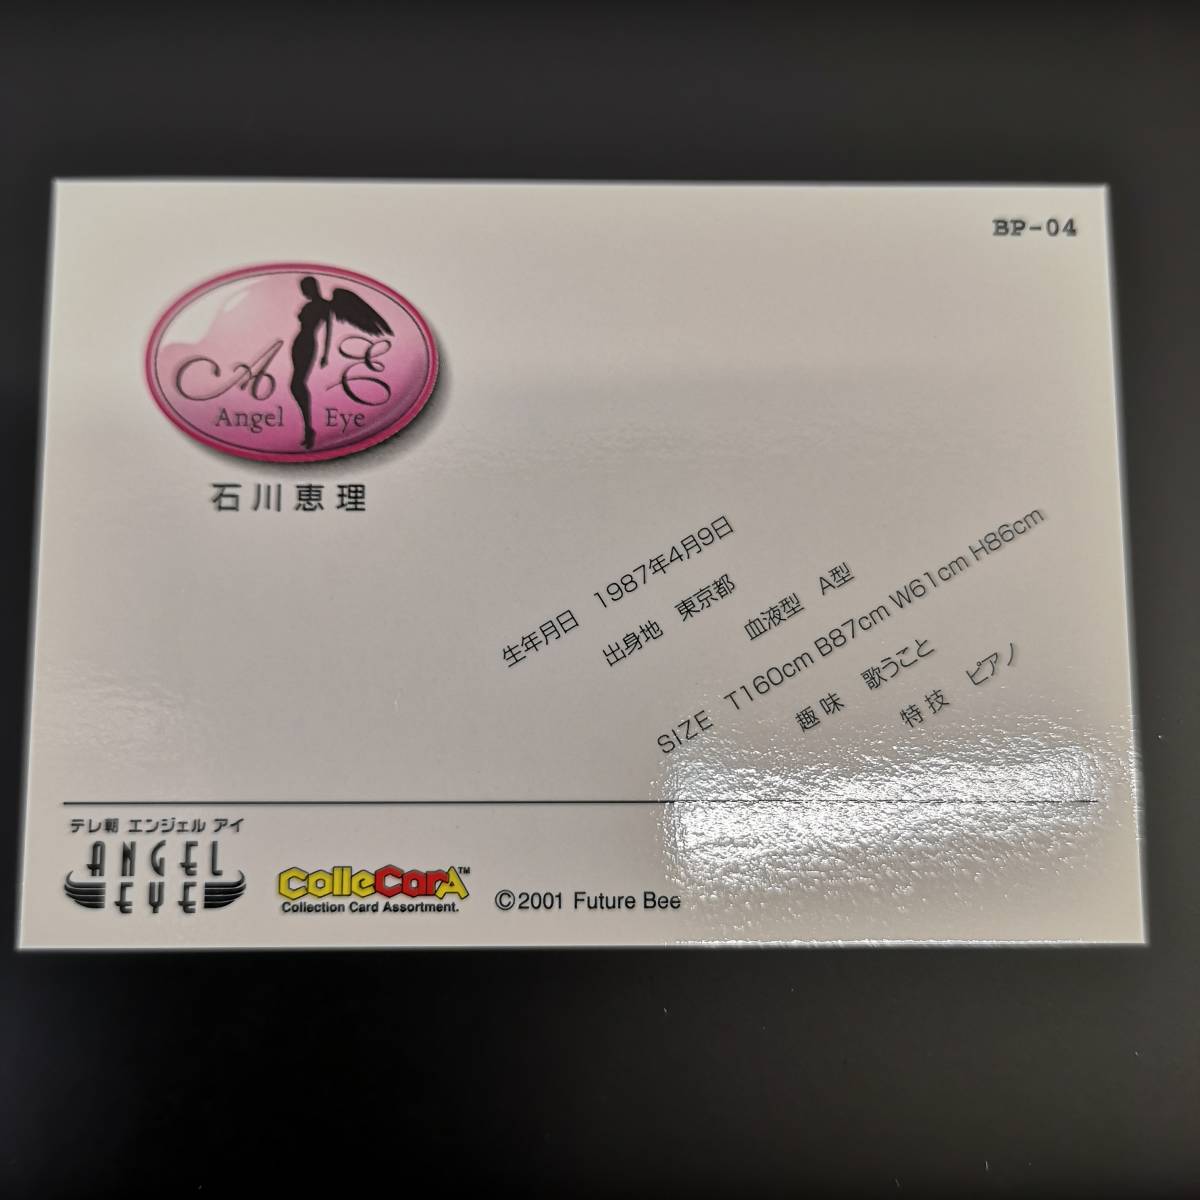 BP-04
A E
Angel Eye
石川恵理
生年月日 1987年4月9日
出身地 東京都
血液型 A型
SIZE T160cm B87cm W61cm H86cm
趣味 歌うこと
特技 ピアノ
テレ朝 エンジェル アイ
ANGEL
EYE
ColleCarA™
Collection Card Assortment.
©2001 Future Bee